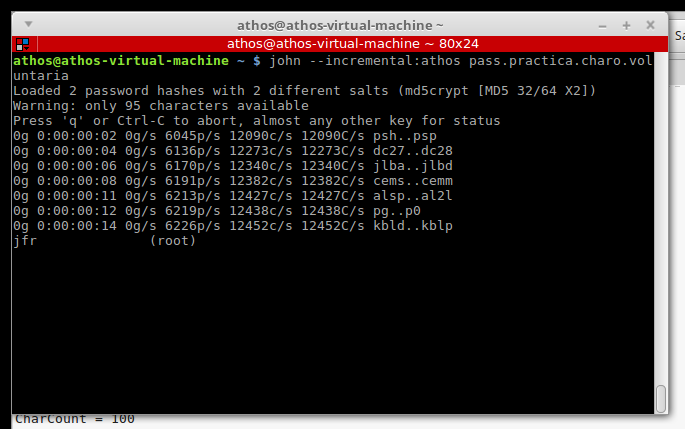 athos@athos-virtual-machine ~
athos@athos-virtual-machine ~ 80x24
athos@athos-virtual-machine ~ $ john --incremental:athos pass.practica.charo.vol
untaria
Loaded 2 password hashes with 2 different salts (md5crypt [MD5 32/64 X2])
Warning: only 95 characters available
Press 'q' or Ctrl-C to abort, almost any other key for status
0g 0:00:00:02 0g/s 6045p/s 12090c/s 12090C/s psh..psp
0g 0:00:00:04 0g/s 6136p/s 12273c/s 12273C/s dc27..dc28
0g 0:00:00:06 0g/s 6170p/s 12340c/s 12340C/s jlba..jlbd
0g 0:00:00:08 0g/s 6191p/s 12382c/s 12382C/s cems..cemm
0g 0:00:00:11 0g/s 6213p/s 12427c/s 12427C/s alsp..al2l
0g 0:00:00:12 0g/s 6219p/s 12438c/s 12438C/s pg..p0
0g 0:00:00:14 0g/s 6226p/s 12452c/s 12452C/s kbld..kblp
jfr (root)
CharCount = 100